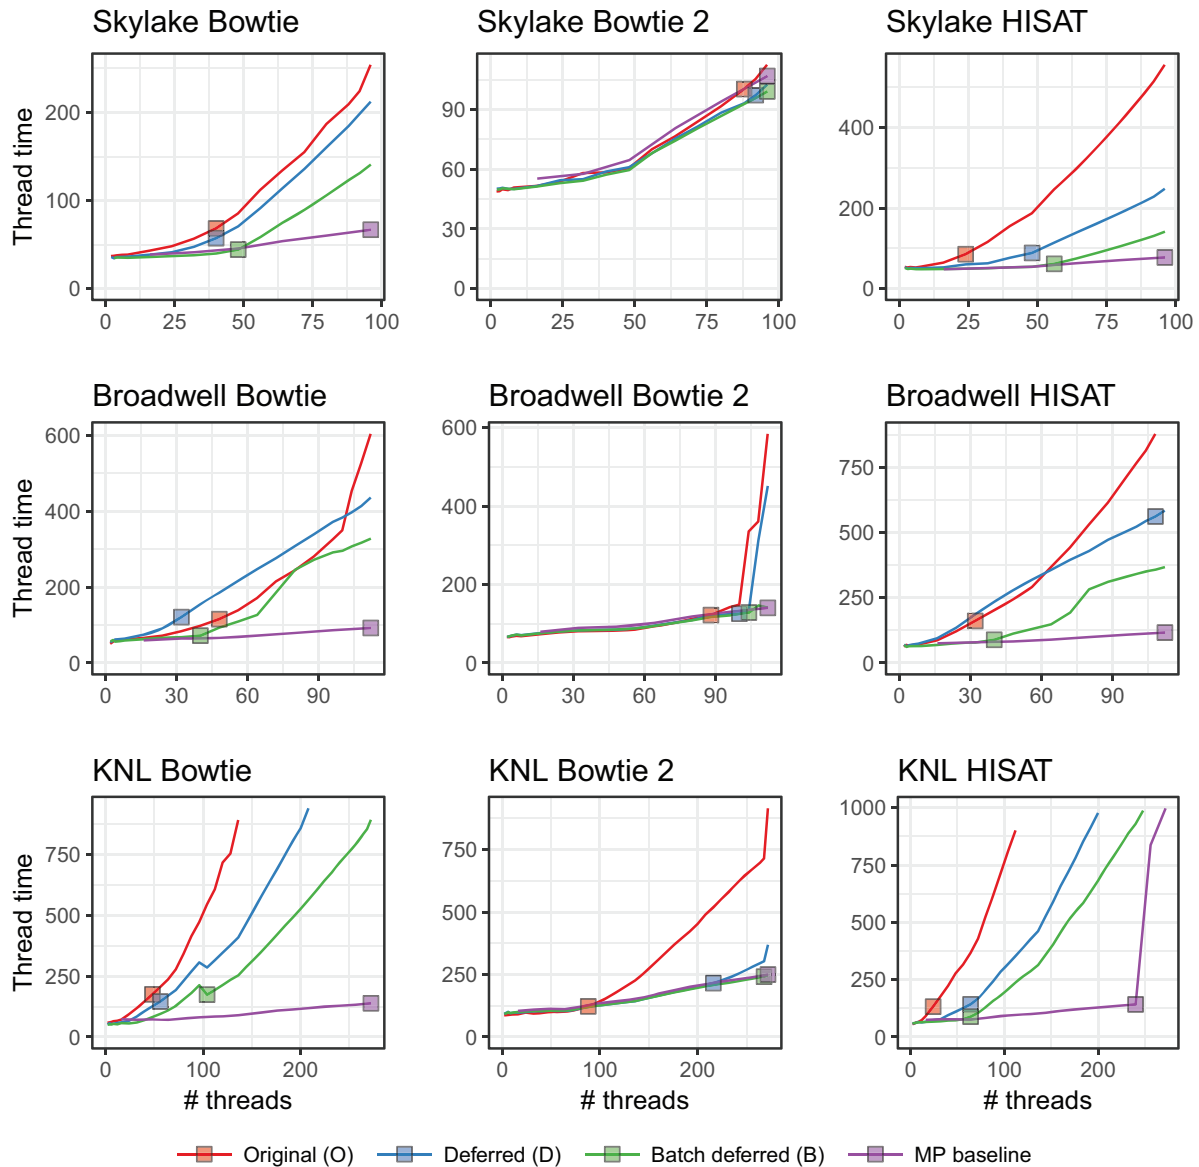 Skylake Bowtie
Skylake Bowtie 2
Skylake HISAT
Thread time
200
100
0
0 25 50 75 100
90
60
30
0
0 25 50 75 100
400
200
0
0 25 50 75 100
Broadwell Bowtie
Broadwell Bowtie 2
Broadwell HISAT
Thread time
600
400
200
0
0 30 60 90
600
400
200
0
0 30 60 90
750
500
250
0
0 30 60 90
KNL Bowtie
KNL Bowtie 2
KNL HISAT
Thread time
750
500
250
0
0 100 200
# threads
750
500
250
0
0 100 200
# threads
1000
750
500
250
0
0 100 200
# threads
Original (O) Deferred (D) Batch deferred (B) MP baseline